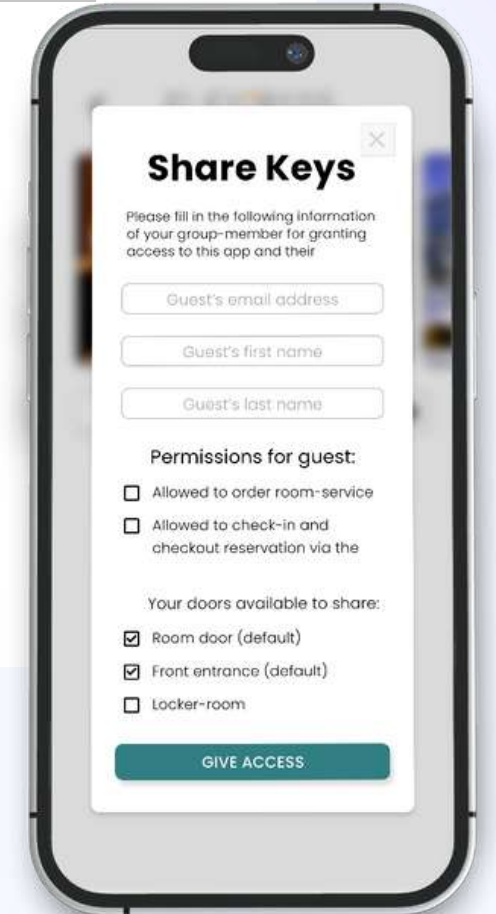 Share Keys
Please fill in the following information
of your group-member for granting
access to this app and their
Guest's email address
Guest's first name
Guest's last name
Permissions for guest:
Allowed to order room-service
Allowed to check-in and
checkout reservation via the
Your doors available to share:
Room door (default)
Front entrance (default)
Locker-room
GIVE ACCESS